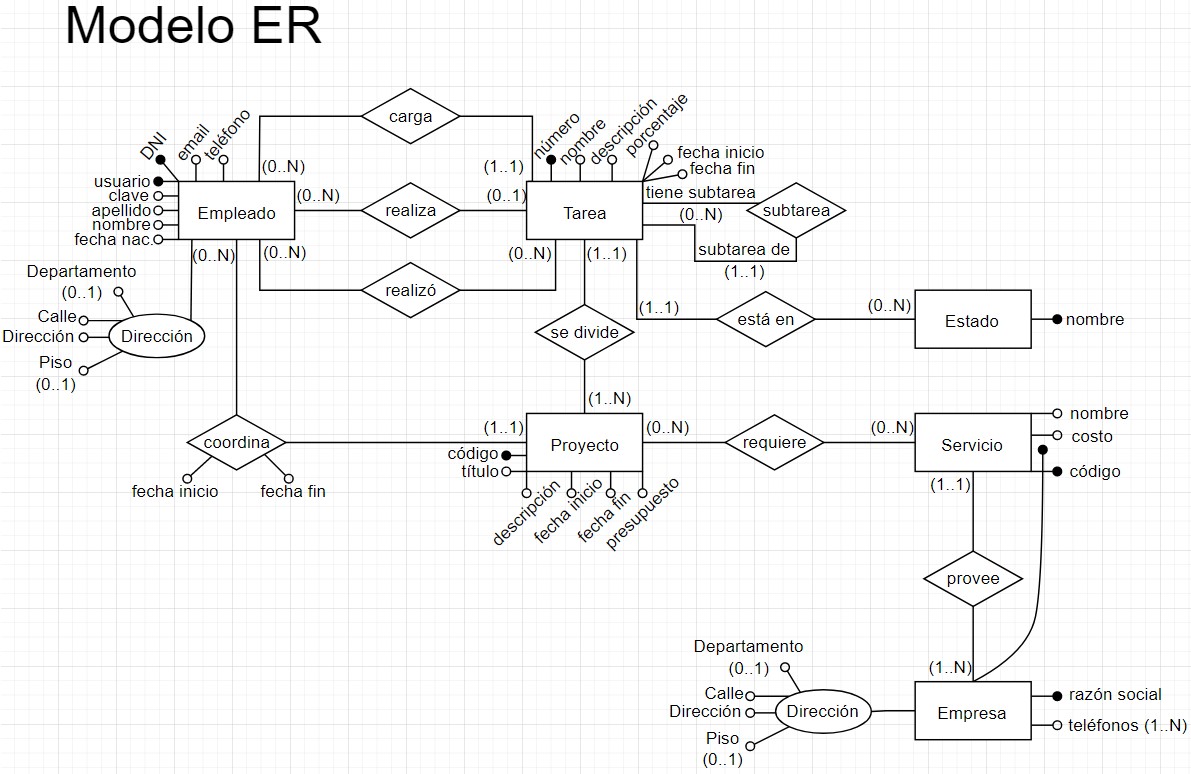 Modelo ER
carga
DNI
email
teléfono
(0..N)
(1..1)
número
nombre
descripción
porcentaje
fecha inicio
fecha fin
usuario
clave
apellido
nombre
fecha nac.
Empleado
(0..N)
realiza
(0..1)
Tarea
tiene subtarea
(0..N)
subtarea
subtarea de
(1..1)
(0..N)
(0..N)
realizó
(0..N)
(1..1)
Departamento
(0..1)
Calle
Dirección
Piso
(0..1)
Dirección
se divide
(1..1)
está en
(0..N)
Estado
nombre
(1..N)
coordina
fecha inicio
fecha fin
(1..1)
código
título
Proyecto
descripción
fecha inicio
fecha fin
presupuesto
(0..N)
requiere
(0..N)
Servicio
nombre
costo
código
(1..1)
provee
(1..N)
Departamento
(0..1)
Calle
Dirección
Piso
(0..1)
Dirección
Empresa
razón social
teléfonos (1..N)